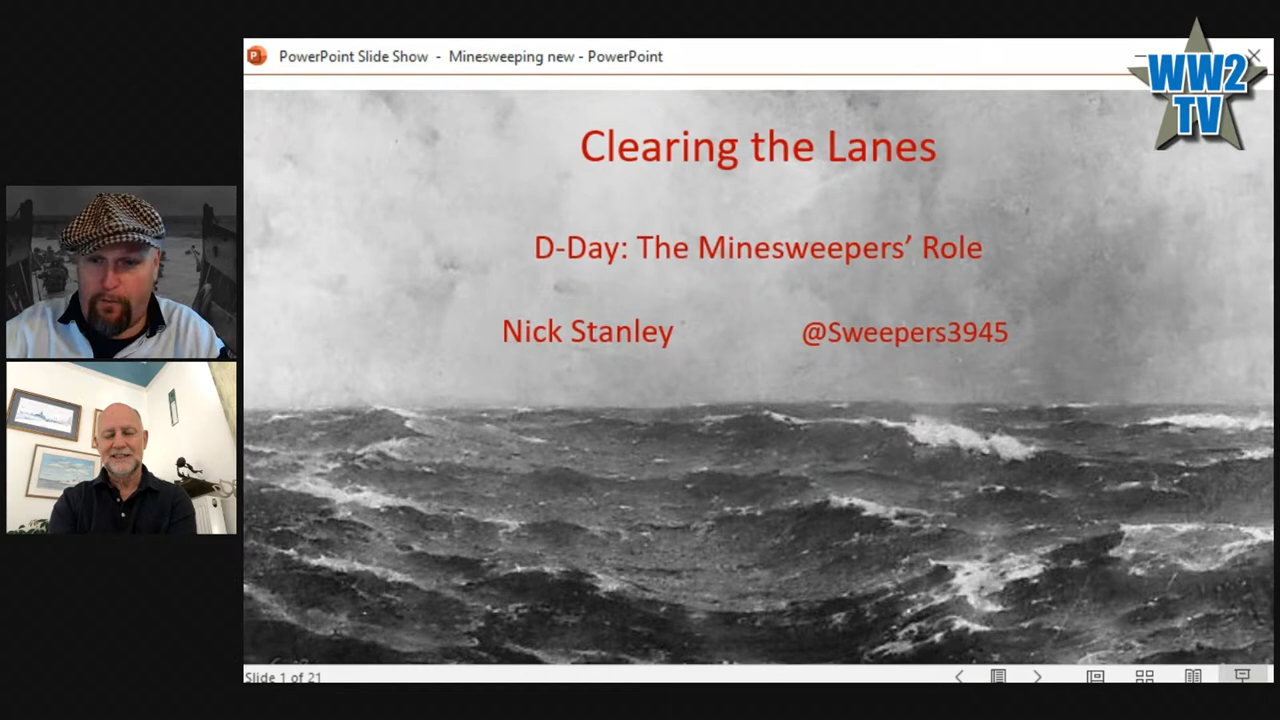 PowerPoint Slide Show - Minesweeping new - PowerPoint
WW2
TV
Clearing the Lanes
D-Day: The Minesweepers’ Role
Nick Stanley @Sweepers3945
Slide 1 of 21